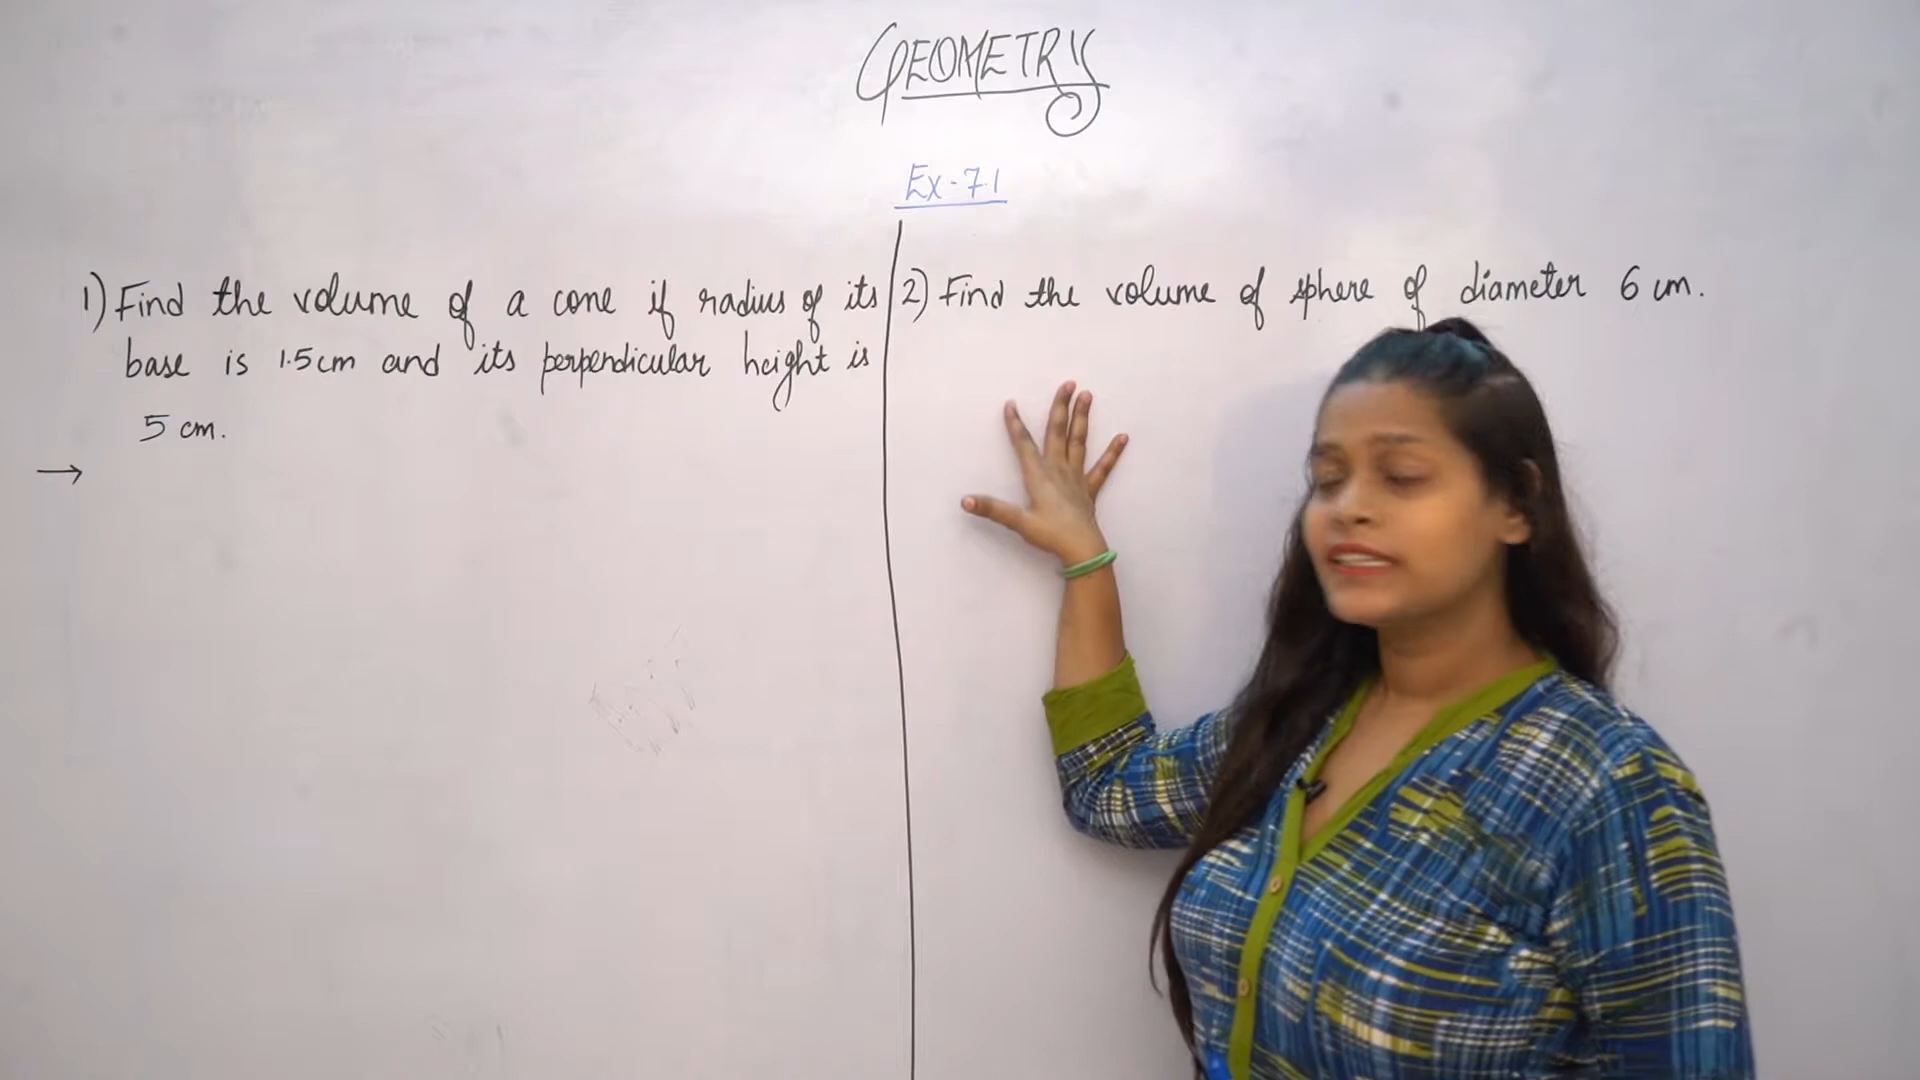 GEOMETRY
Ex-7.1
1) Find the volume of a cone if radius of its
base is 1.5cm and its perpendicular height is
5 cm.
→
2) Find the volume of sphere of diameter 6 cm.